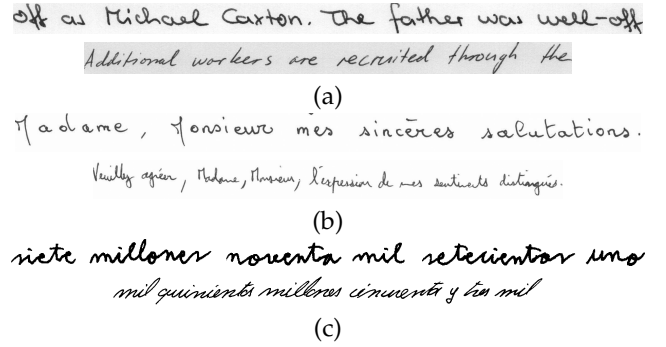 off as Michael Caxton. The father was well-off
Additional workers are recruited through the
(a)
Madame, Monsieur mes sincères salutations.
Veuillez agréer, Madame, Monsieur, l'expression de mes sentiments distingués.
(b)
siete millones noventa mil setecientos uno
mil quinientos millones cincuenta y tres mil
(c)